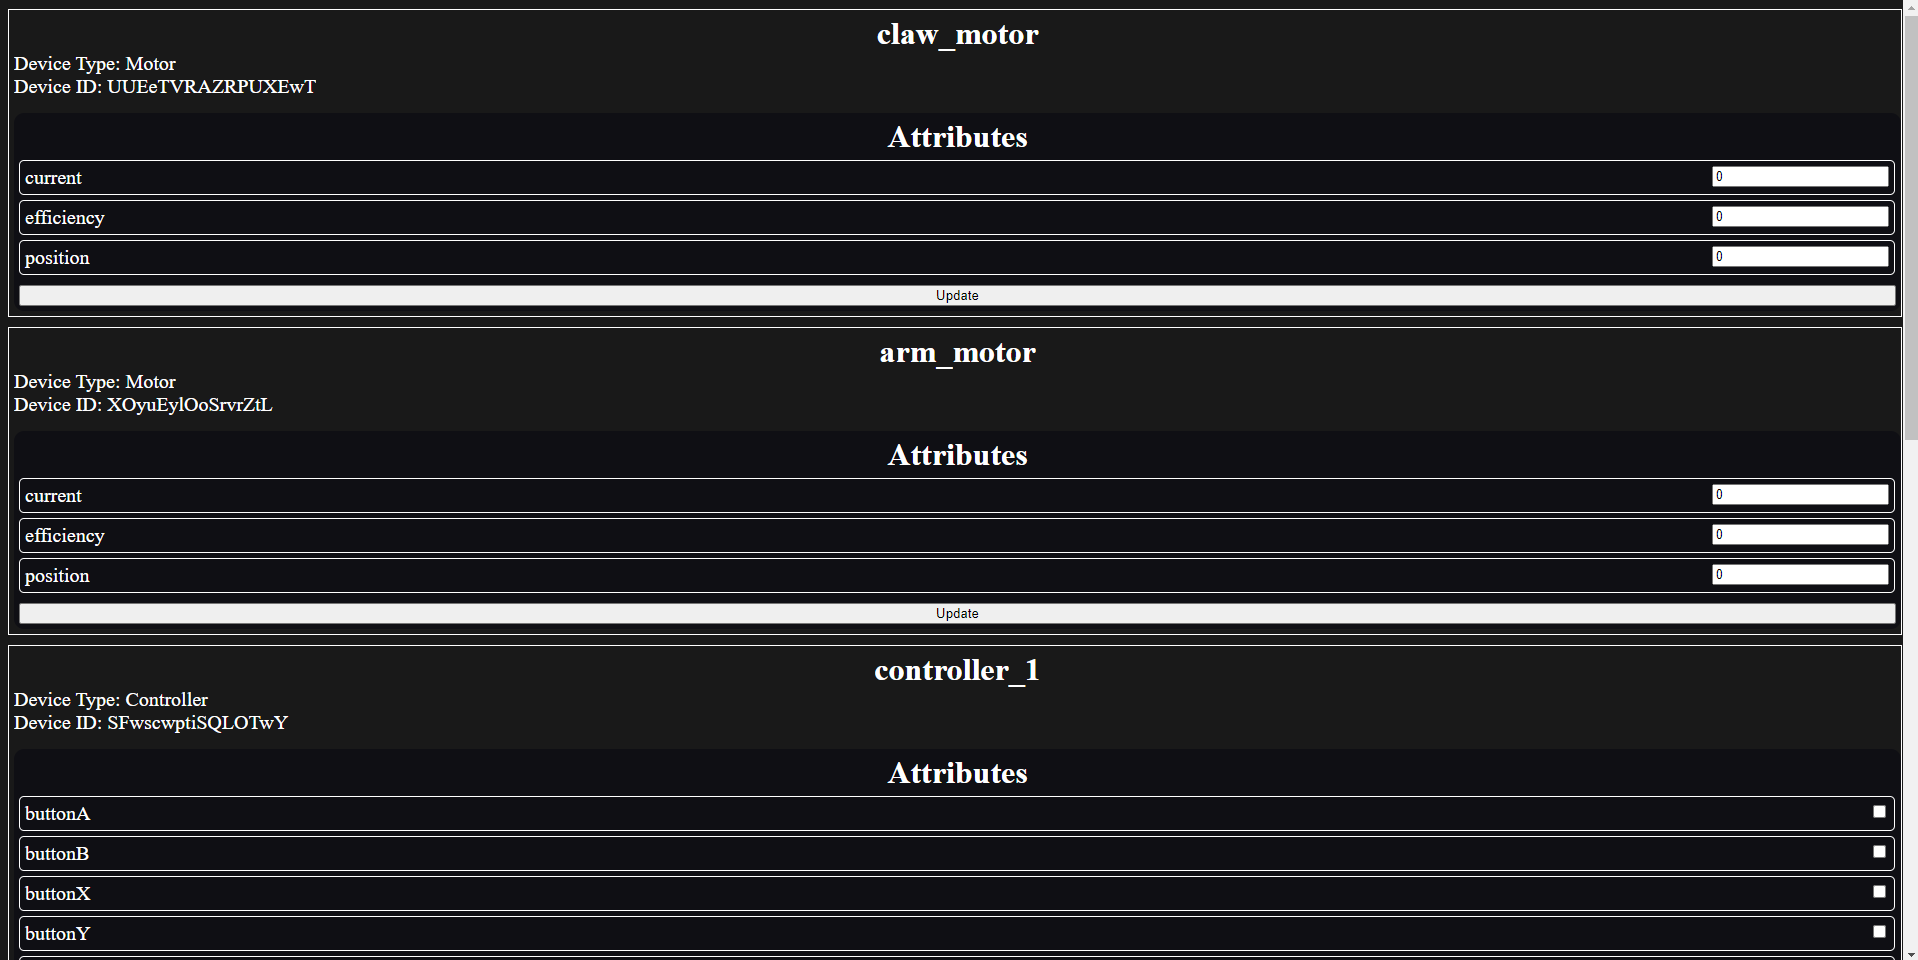 claw_motor
Device Type: Motor
Device ID: UUEeTVRAZRPUXEwT
Attributes
current 0
efficiency 0
position 0
Update
arm_motor
Device Type: Motor
Device ID: XOyuEylOoSrvrZtL
Attributes
current 0
efficiency 0
position 0
Update
controller_1
Device Type: Controller
Device ID: SFwscwptiSQLOTwY
Attributes
buttonA
buttonB
buttonX
buttonY